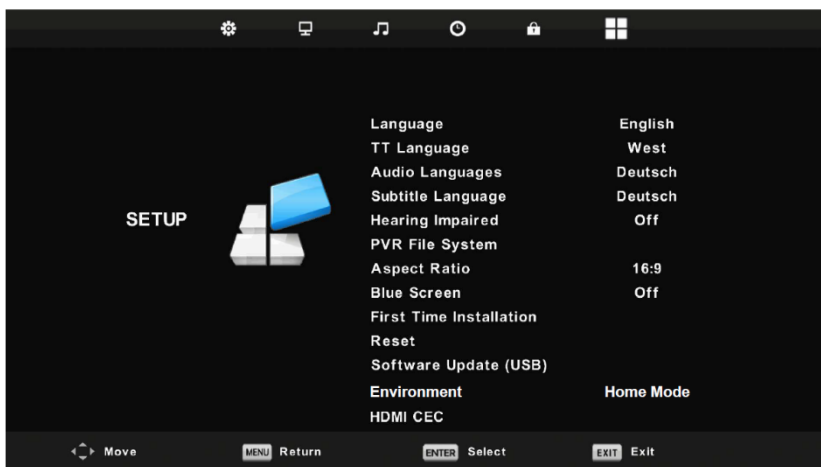 SETUP
Language English
TT Language West
Audio Languages Deutsch
Subtitle Language Deutsch
Hearing Impaired Off
PVR File System
Aspect Ratio 16:9
Blue Screen Off
First Time Installation
Reset
Software Update (USB)
Environment Home Mode
HDMI CEC
Move MENU Return ENTER Select EXIT Exit